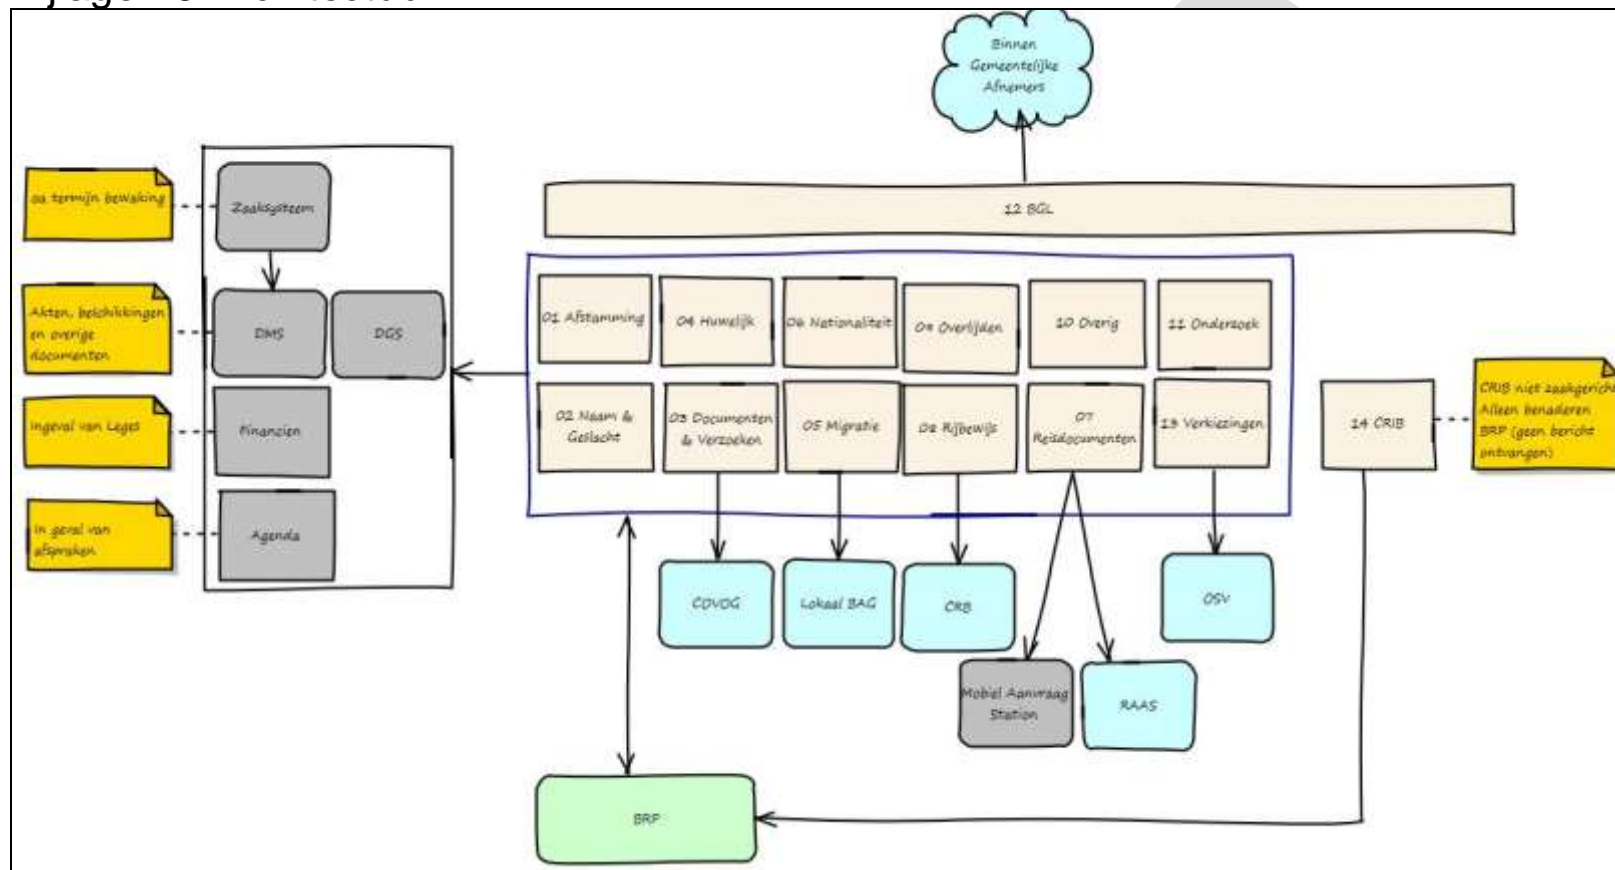 Binnen
Gemeentelijke
Afnemers
12 BGL
oa termijn bewaking
Zaaksysteem
Akten, beschikkingen
en overige
documenten
DMS
DGS
Ingeval van Leges
Financien
In geval van
afspraken
Agenda
01 Afstamming
04 Huwelijk
06 Nationaliteit
09 Overlijden
10 Overig
11 Onderzoek
02 Naam &
Geslacht
03 Documenten
& Verzoeken
05 Migratie
08 Rijbewijs
07
Reisdocumenten
13 Verkiezingen
14 CRIB
CRIB niet zaakgericht
Alleen benaderen
BRP (geen bericht
ontvangen)
COVOG
Lokaal BAG
CRB
OSV
Mobiel Aanvraag
Station
RAAS
BRP